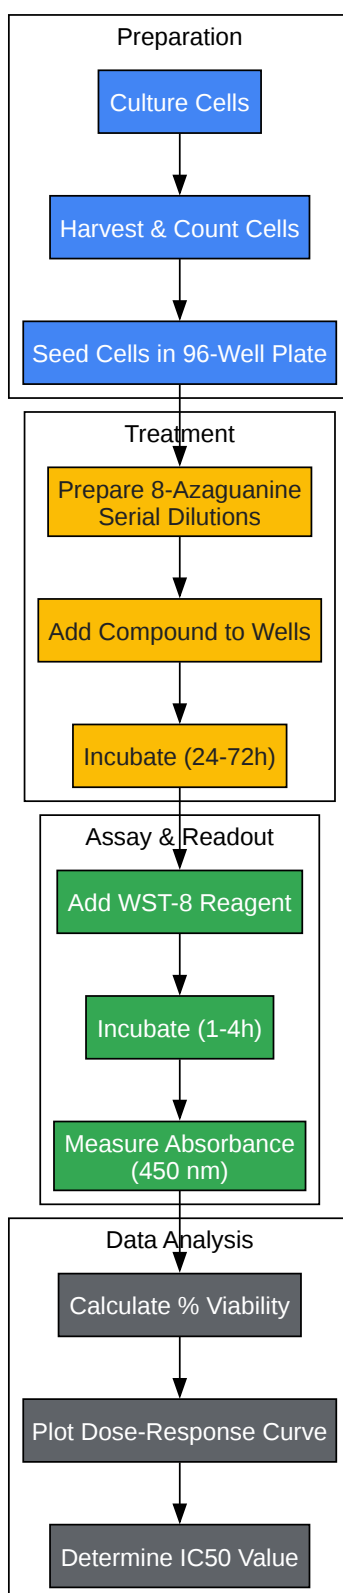 Preparation
Culture Cells
Harvest & Count Cells
Seed Cells in 96-Well Plate
Treatment
Prepare 8-Azaguanine
Serial Dilutions
Add Compound to Wells
Incubate (24-72h)
Assay & Readout
Add WST-8 Reagent
Incubate (1-4h)
Measure Absorbance
(450 nm)
Data Analysis
Calculate % Viability
Plot Dose-Response Curve
Determine IC50 Value